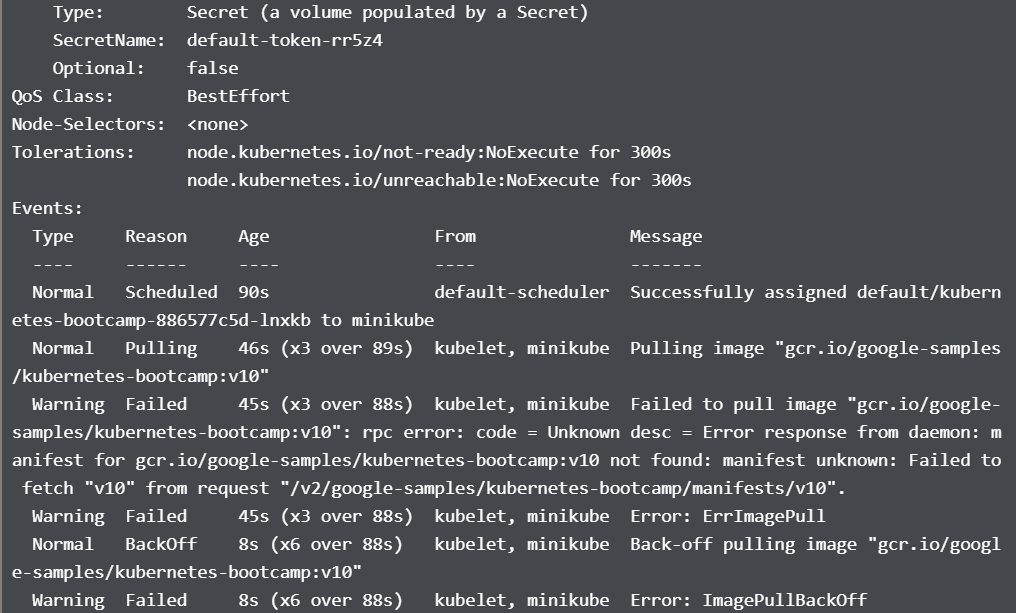 Type:        Secret (a volume populated by a Secret)
    SecretName:  default-token-rr5z4
    Optional:    false
QoS Class:       BestEffort
Node-Selectors:  <none>
Tolerations:     node.kubernetes.io/not-ready:NoExecute for 300s
                 node.kubernetes.io/unreachable:NoExecute for 300s
Events:
  Type     Reason     Age                From               Message
  ----     ------     ----               ----               -------
  Normal   Scheduled  90s                default-scheduler  Successfully assigned default/kubern
etes-bootcamp-886577c5d-lnxkb to minikube
  Normal   Pulling    46s (x3 over 89s)  kubelet, minikube  Pulling image "gcr.io/google-samples
/kubernetes-bootcamp:v10"
  Warning  Failed     45s (x3 over 88s)  kubelet, minikube  Failed to pull image "gcr.io/google-
samples/kubernetes-bootcamp:v10": rpc error: code = Unknown desc = Error response from daemon: m
anifest for gcr.io/google-samples/kubernetes-bootcamp:v10 not found: manifest unknown: Failed to
 fetch "v10" from request "/v2/google-samples/kubernetes-bootcamp/manifests/v10".
  Warning  Failed     45s (x3 over 88s)  kubelet, minikube  Error: ErrImagePull
  Normal   BackOff    8s (x6 over 88s)   kubelet, minikube  Back-off pulling image "gcr.io/googl
e-samples/kubernetes-bootcamp:v10"
  Warning  Failed     8s (x6 over 88s)   kubelet, minikube  Error: ImagePullBackOff